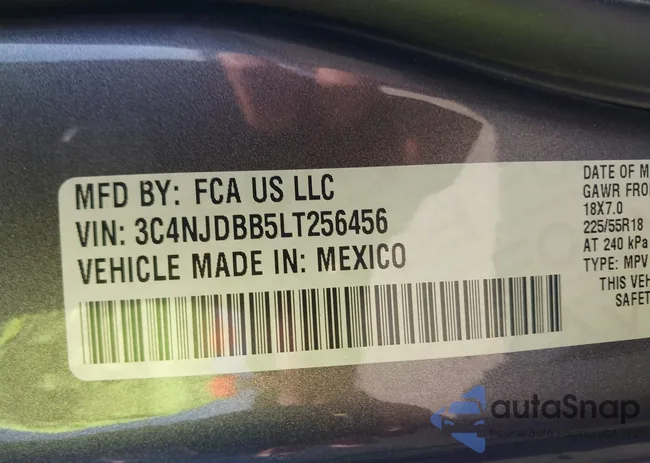 MFD BY: FCA US LLC
VIN: 3C4NJDBB5LT256456
VEHICLE MADE IN: MEXICO
DATE OF M
GAWR FRO
18X7.0
225/55R18
AT 240 kPa
TYPE: MPV
THIS VEH
SAFET
autoSnap